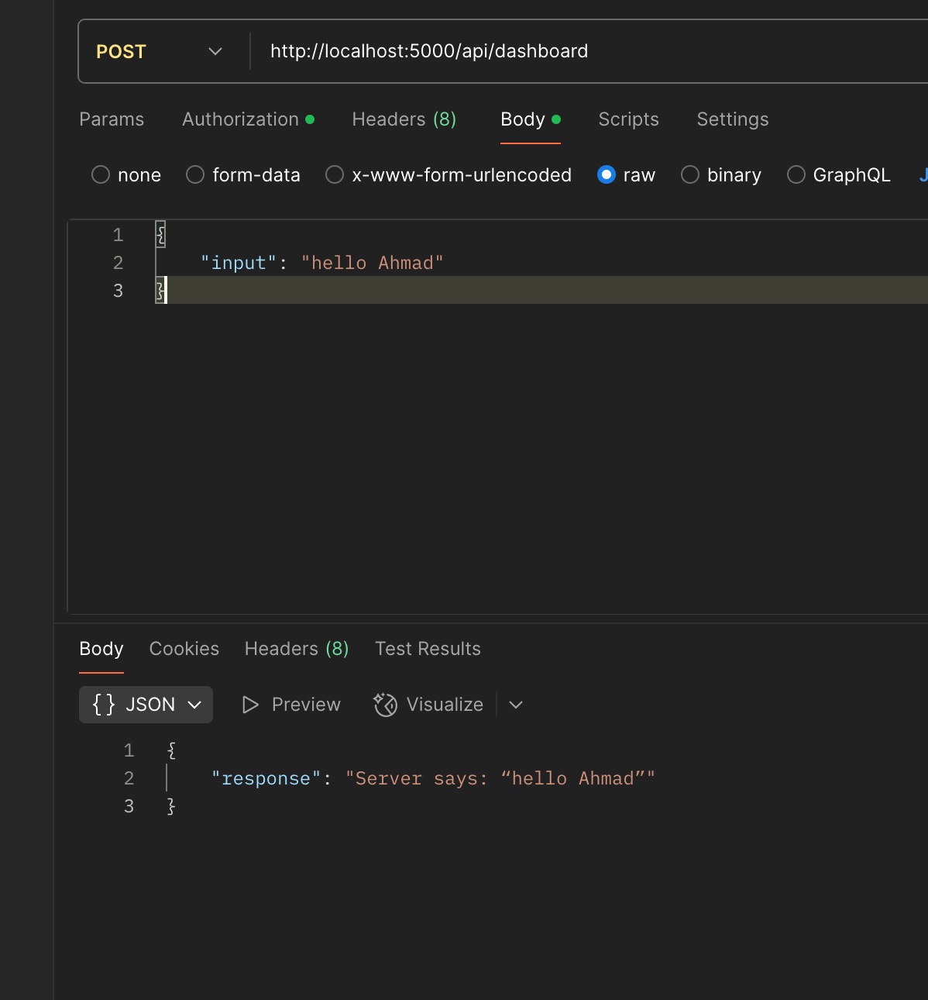 POST http://localhost:5000/api/dashboard
Params Authorization Headers (8) Body Scripts Settings
none form-data x-www-form-urlencoded raw binary GraphQL
1 {
2 "input": "hello Ahmad"
3 }
Body Cookies Headers (8) Test Results
{} JSON Preview Visualize
1 {
2 "response": "Server says: “hello Ahmad”"
3 }